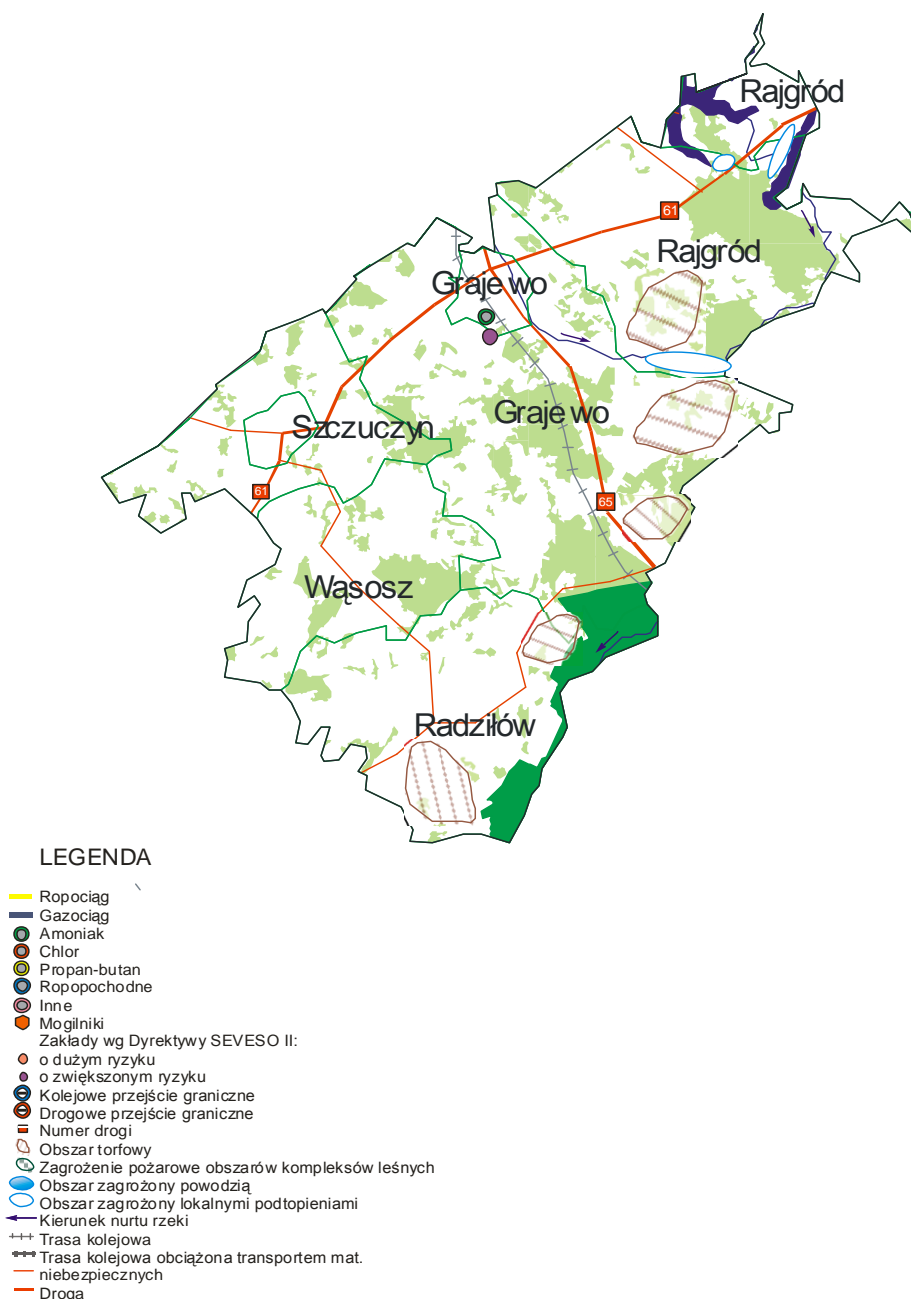 Rajgród
61
Rajgród
Grajewo
Grajewo
Szczuczyn
61
65
Wąsosz
Radziłów
LEGENDA
Ropociąg
Gazociąg
Amoniak
Chlor
Propan-butan
Ropopochodne
Inne
Mogilniki
Zakłady wg Dyrektywy SEVESO II:
o dużym ryzyku
o zwiększonym ryzyku
Kolejowe przejście graniczne
Drogowe przejście graniczne
Numer drogi
Obszar torfowy
Zagrożenie pożarowe obszarów kompleksów leśnych
Obszar zagrożony powodzią
Obszar zagrożony lokalnymi podtopieniami
Kierunek nurtu rzeki
Trasa kolejowa
Trasa kolejowa obciążona transportem mat.
niebezpiecznych
Droga